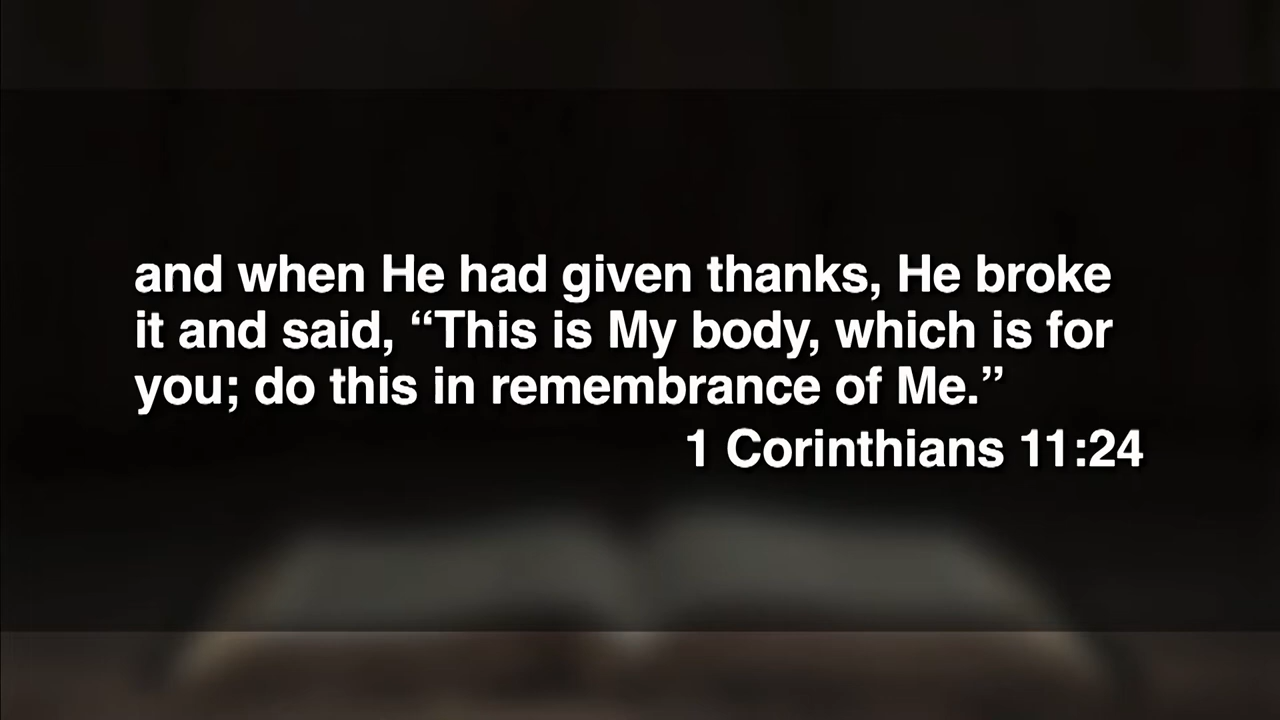 and when He had given thanks, He broke
it and said, “This is My body, which is for
you; do this in remembrance of Me.”
1 Corinthians 11:24